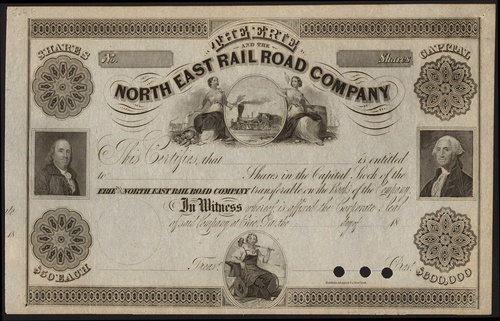 THE ERIE
AND THE
SHARES
No.
Shares
CAPITAL
NORTH EAST RAIL ROAD COMPANY
This Certifies, that is entitled
to Shares in the Capital Stock of the
ERIE AND NORTH EAST RAIL ROAD COMPANY transferable on the Books of the Company
In Witness whereof, is affixed the Corporate Seal
of said Company at Erie, this the day of 18
$50 EACH
Treas.
Pres.
$600,000